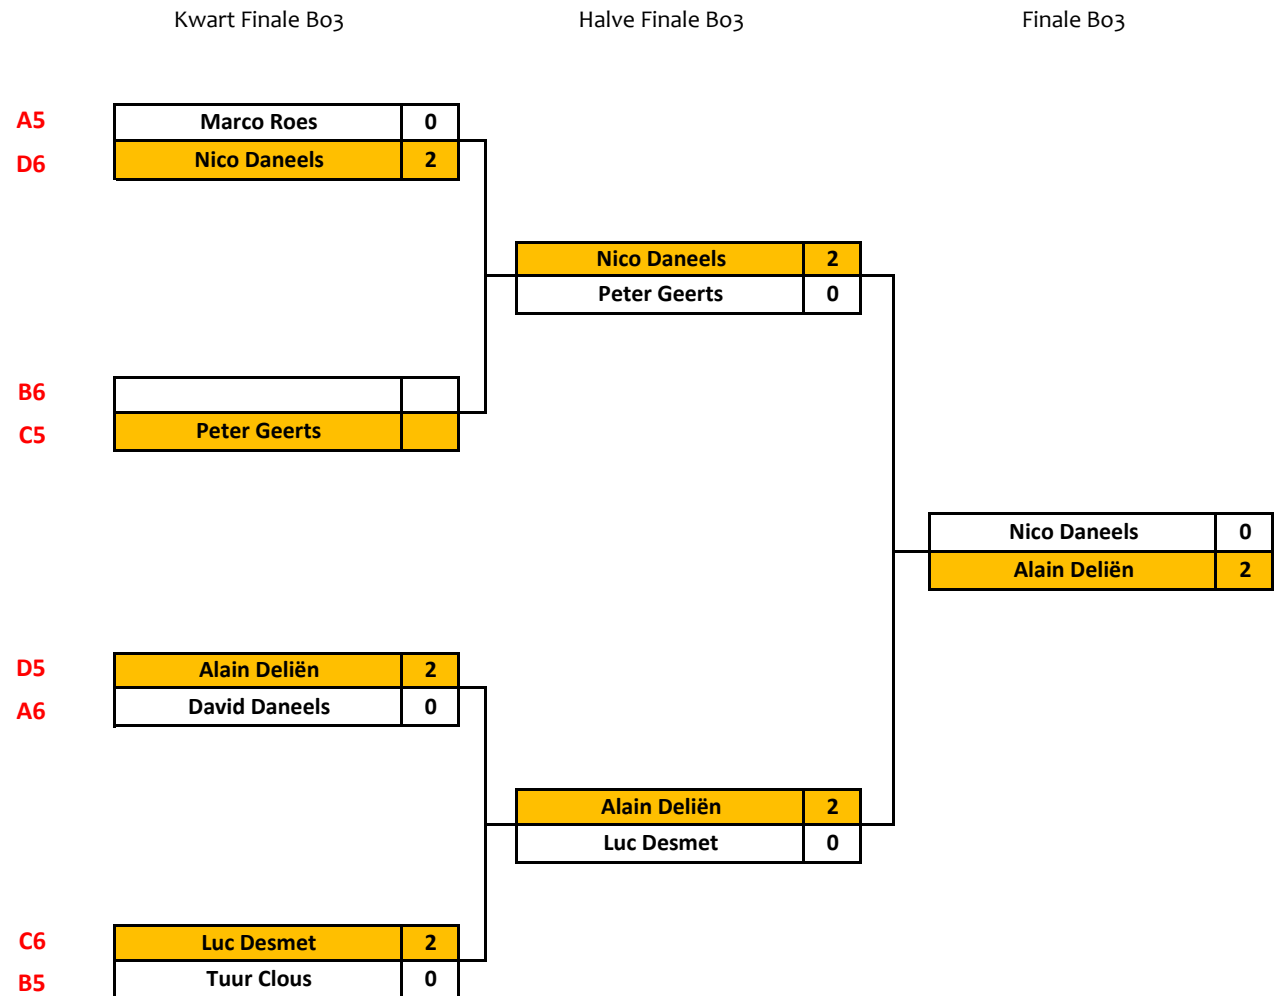 Kwart Finale Bo3 Halve Finale Bo3 Finale Bo3
A5 Marco Roes 0
D6 Nico Daneels 2
Nico Daneels 2
Peter Geerts 0
B6
C5 Peter Geerts
Nico Daneels 0
Alain Deliën 2
D5 Alain Deliën 2
A6 David Daneels 0
Alain Deliën 2
Luc Desmet 0
C6 Luc Desmet 2
B5 Tuur Clous 0